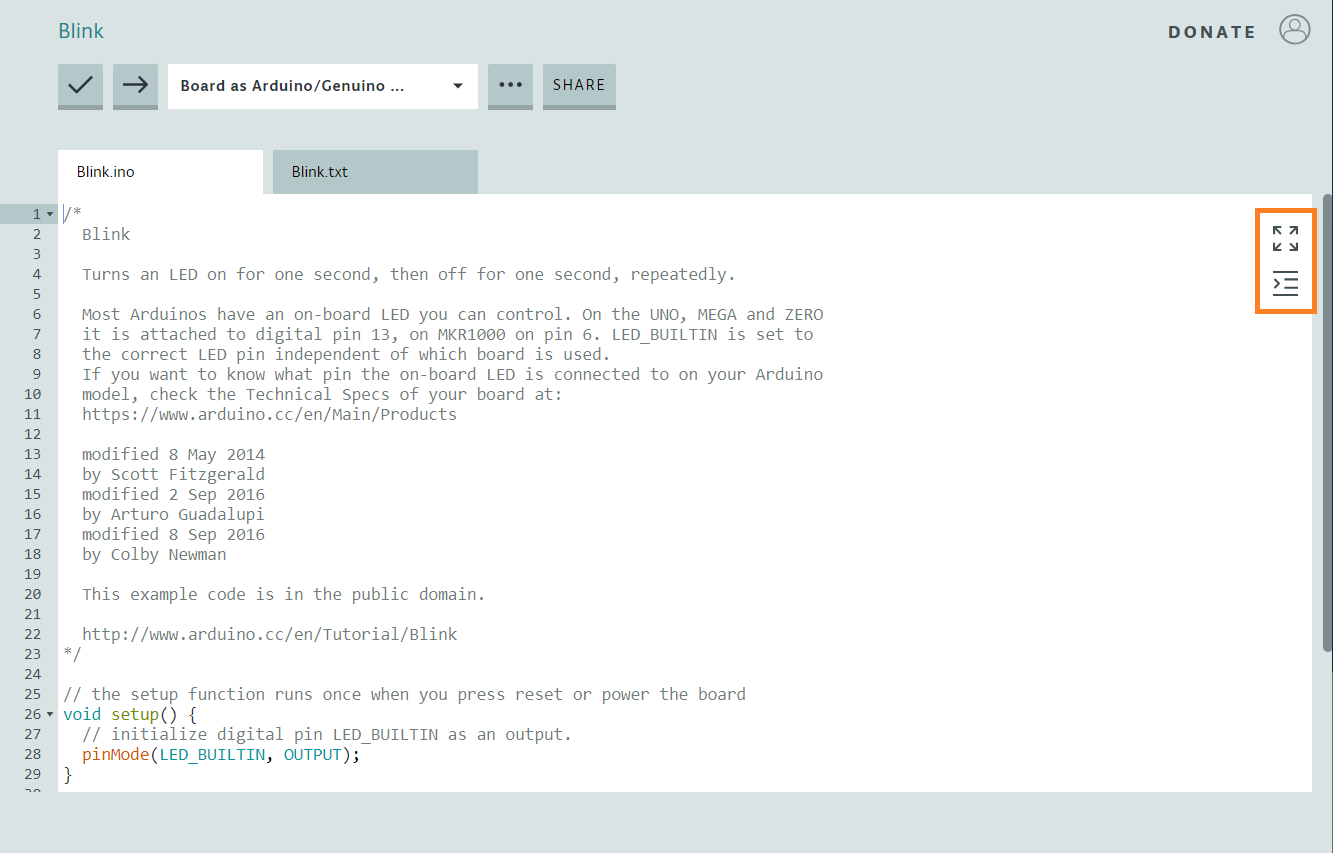 Blink
DONATE
Board as Arduino/Genuino ...
SHARE
Blink.ino
Blink.txt
1 /*
2 Blink
3
4 Turns an LED on for one second, then off for one second, repeatedly.
5
6 Most Arduinos have an on-board LED you can control. On the UNO, MEGA and ZERO
7 it is attached to digital pin 13, on MKR1000 on pin 6. LED_BUILTIN is set to
8 the correct LED pin independent of which board is used.
9 If you want to know what pin the on-board LED is connected to on your Arduino
10 model, check the Technical Specs of your board at:
11 https://www.arduino.cc/en/Main/Products
12
13 modified 8 May 2014
14 by Scott Fitzgerald
15 modified 2 Sep 2016
16 by Arturo Guadalupi
17 modified 8 Sep 2016
18 by Colby Newman
19
20 This example code is in the public domain.
21
22 http://www.arduino.cc/en/Tutorial/Blink
23 */
24
25 // the setup function runs once when you press reset or power the board
26 void setup() {
27 // initialize digital pin LED_BUILTIN as an output.
28 pinMode(LED_BUILTIN, OUTPUT);
29 }